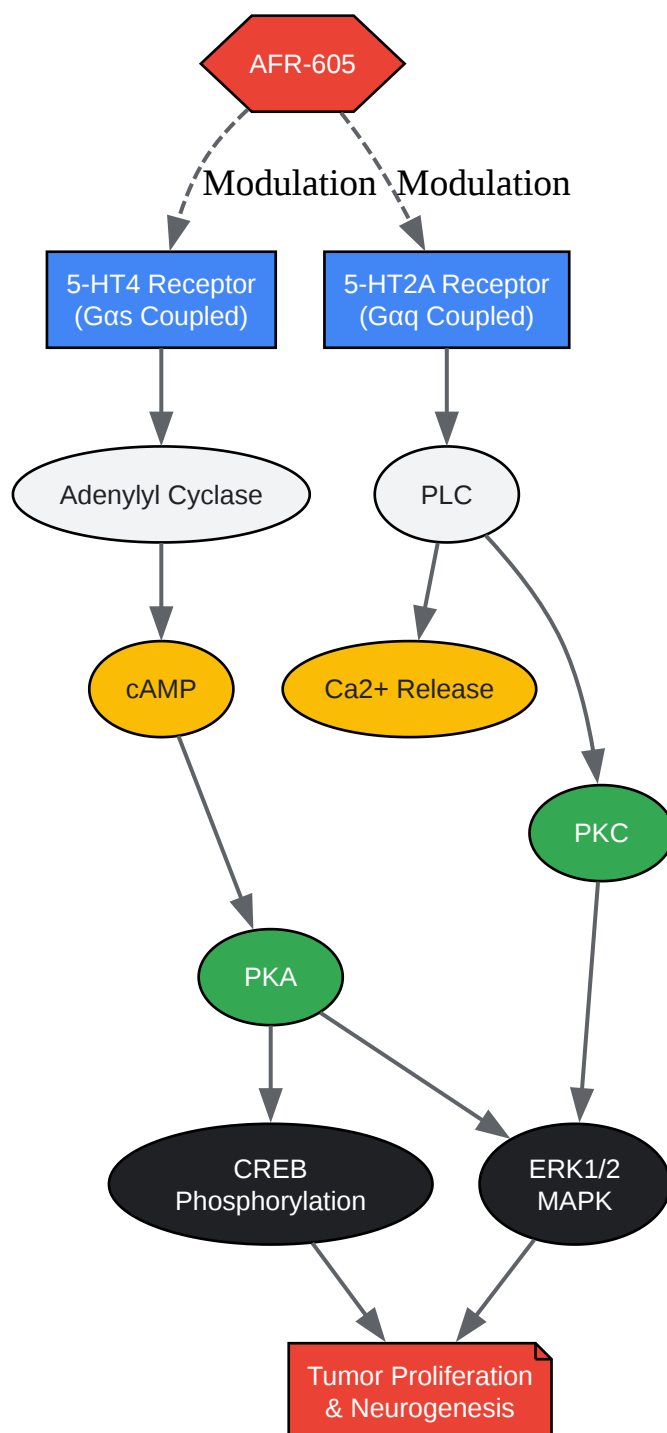 AFR-605
Modulation
Modulation
5-HT4 Receptor
(Gαs Coupled)
5-HT2A Receptor
(Gαq Coupled)
Adenylyl Cyclase
PLC
cAMP
Ca2+ Release
PKC
PKA
CREB
Phosphorylation
ERK1/2
MAPK
Tumor Proliferation
& Neurogenesis